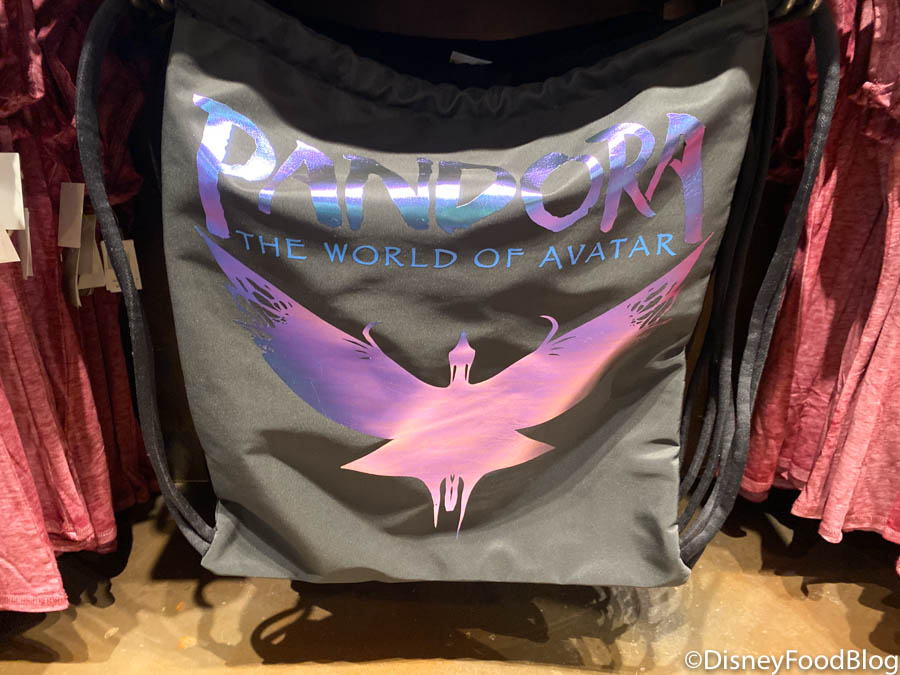 PANDORA
THE WORLD OF AVATAR
©DisneyFoodBlog